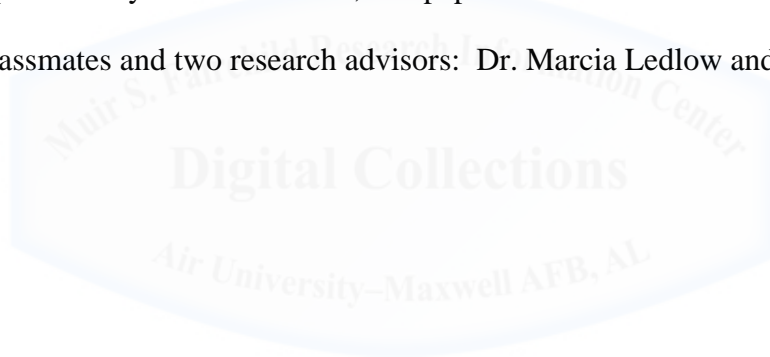 assmates and two research advisors: Dr. Marcia Ledlow and
Muir S. Fairchild Research Information Center
Digital Collections
Air University–Maxwell AFB, AL